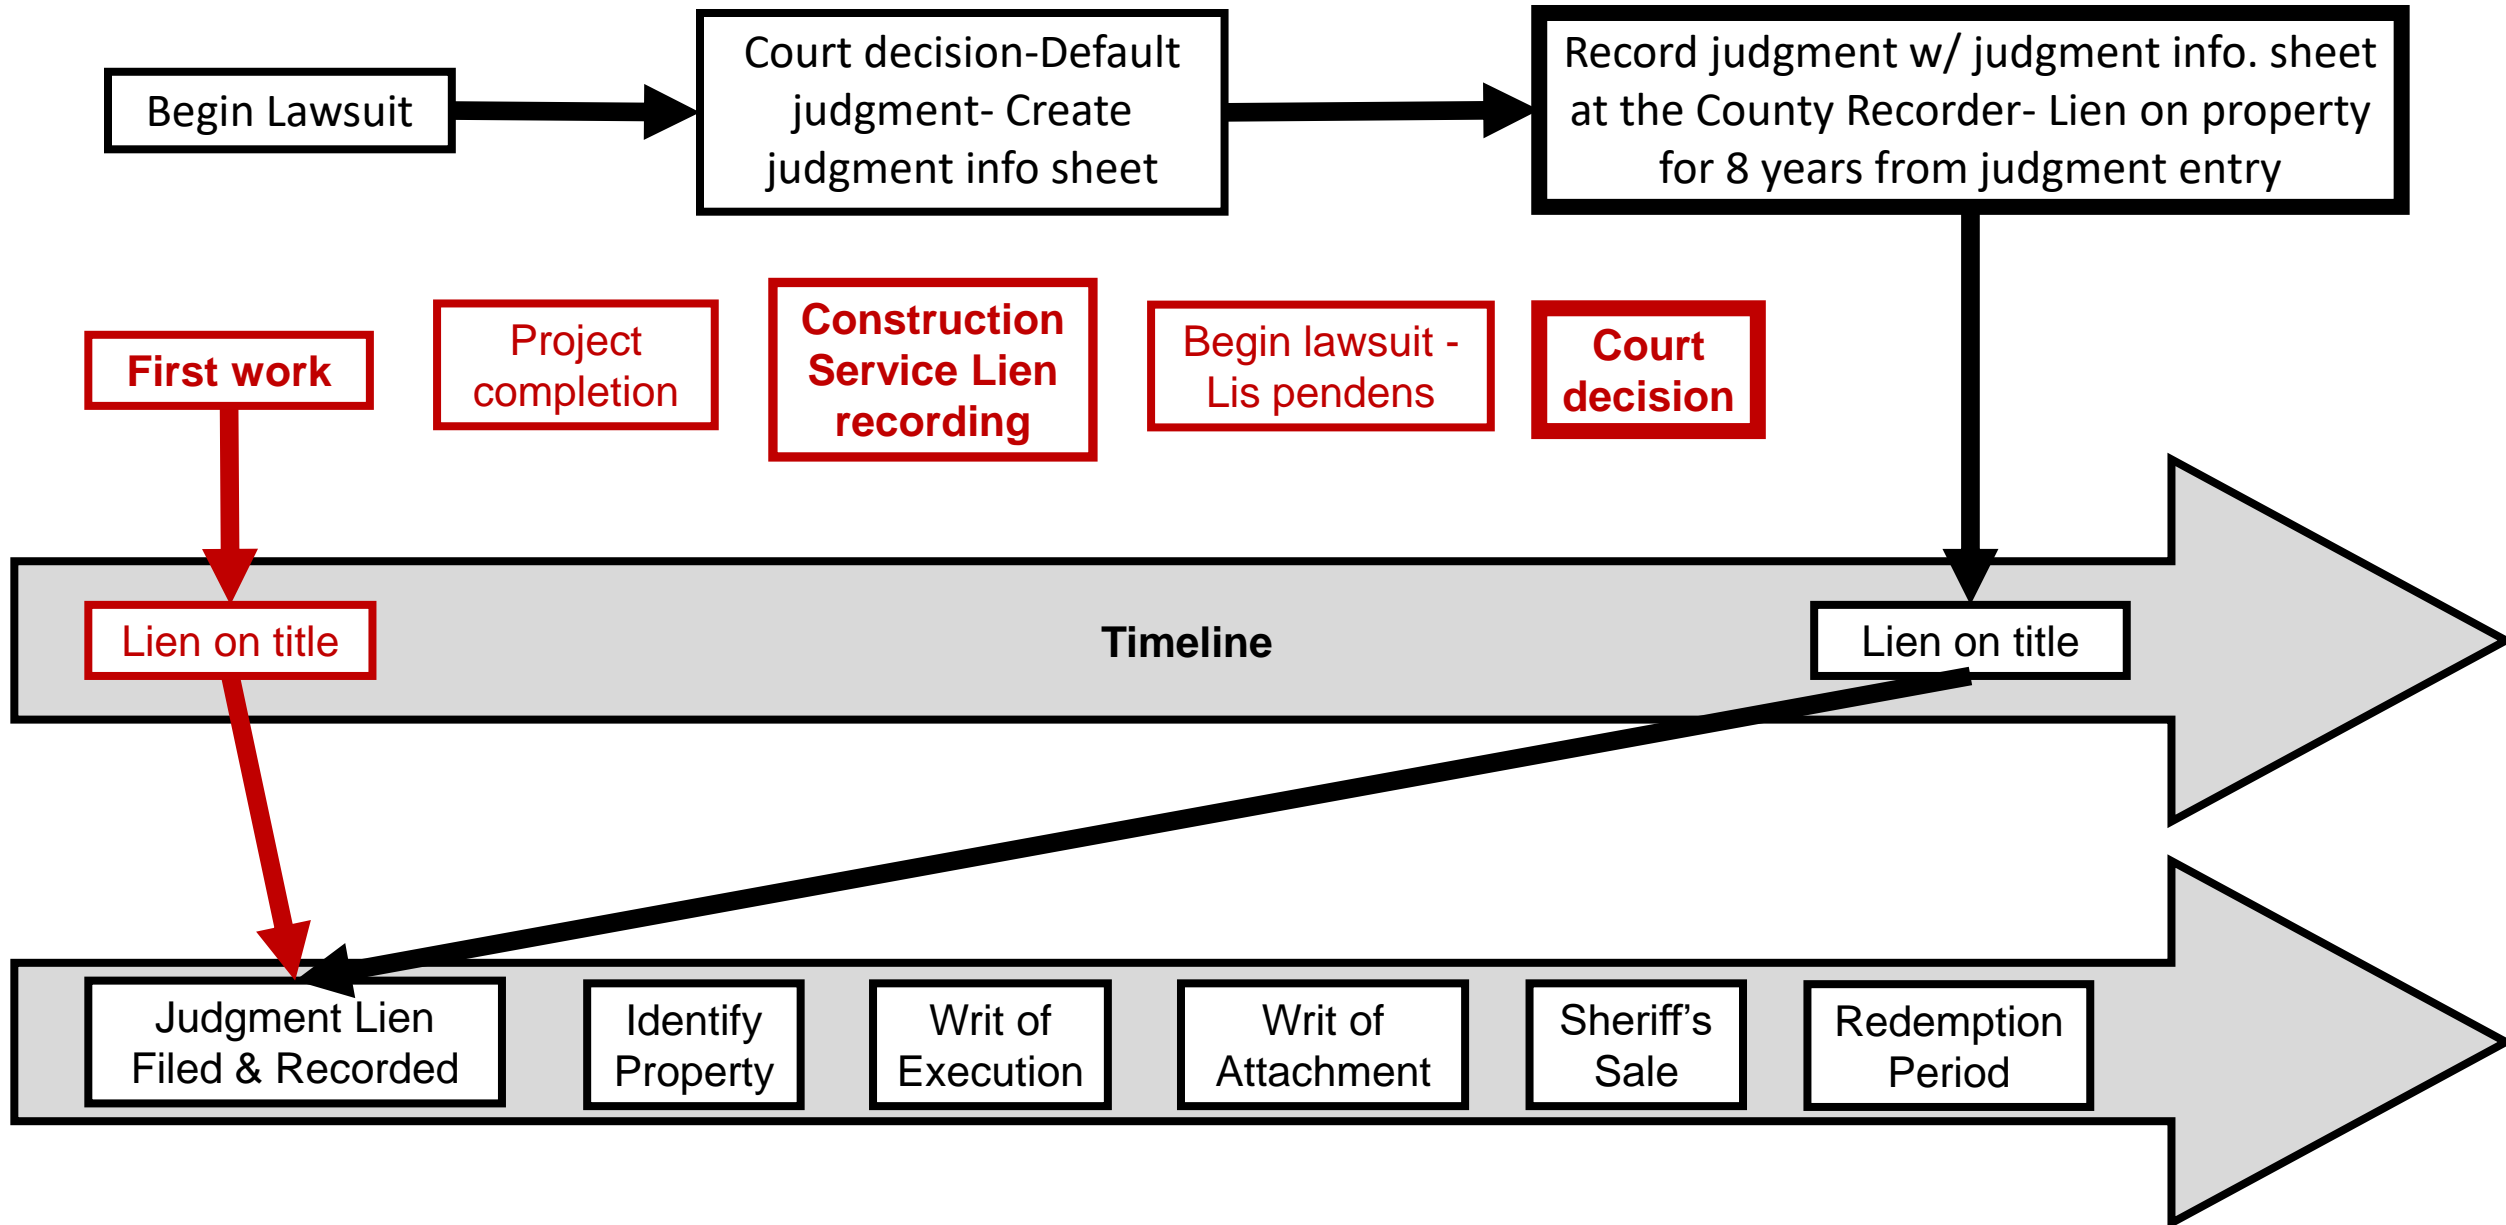 Begin Lawsuit
Court decision-Default
judgment- Create
judgment info sheet
Record judgment w/ judgment info. sheet
at the County Recorder- Lien on property
for 8 years from judgment entry
First work
Project
completion
Construction
Service Lien
recording
Begin lawsuit -
Lis pendens
Court
decision
Lien on title
Timeline
Lien on title
Judgment Lien
Filed & Recorded
Identify
Property
Writ of
Execution
Writ of
Attachment
Sheriff’s
Sale
Redemption
Period